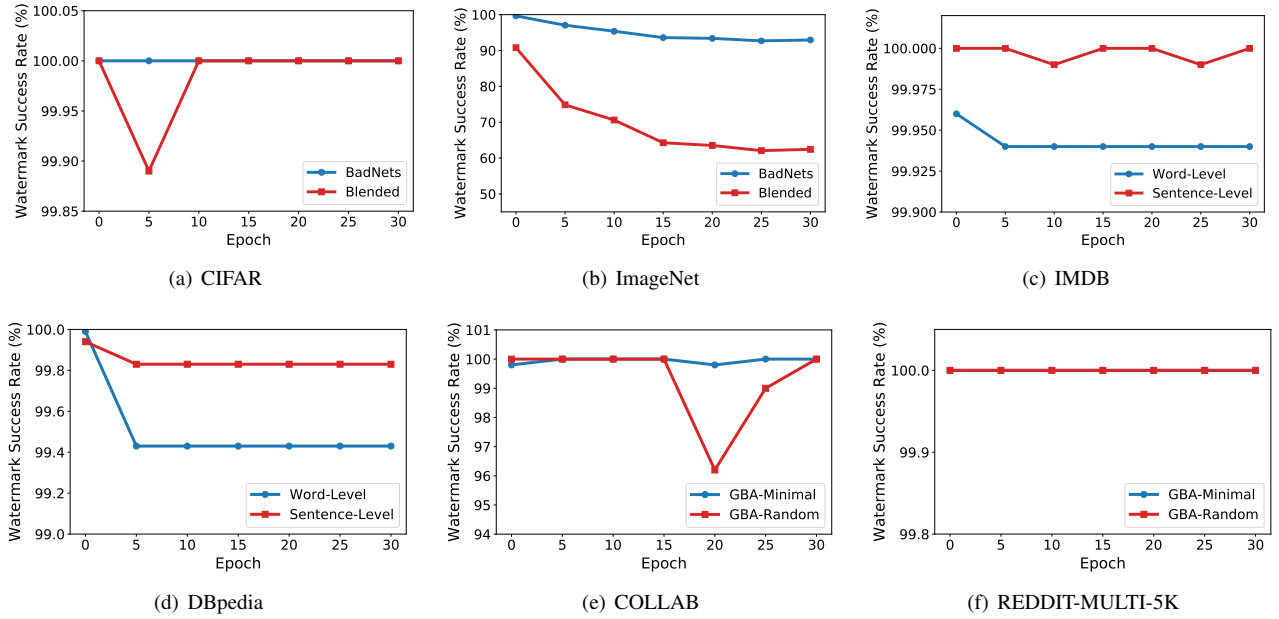 Watermark Success Rate (%)
100.05
100.00
99.95
99.90
99.85
BadNets
Blended
0 5 10 15 20 25 30
Epoch
(a) CIFAR
Watermark Success Rate (%)
100
90
80
70
60
50
BadNets
Blended
0 5 10 15 20 25 30
Epoch
(b) ImageNet
Watermark Success Rate (%)
100.000
99.975
99.950
99.925
99.900
Word-Level
Sentence-Level
0 5 10 15 20 25 30
Epoch
(c) IMDB
Watermark Success Rate (%)
100.0
99.8
99.6
99.4
99.2
99.0
Word-Level
Sentence-Level
0 5 10 15 20 25 30
Epoch
(d) DBpedia
Watermark Success Rate (%)
101
100
99
98
97
96
95
94
GBA-Minimal
GBA-Random
0 5 10 15 20 25 30
Epoch
(e) COLLAB
Watermark Success Rate (%)
100.0
99.9
99.8
GBA-Minimal
GBA-Random
0 5 10 15 20 25 30
Epoch
(f) REDDIT-MULTI-5K